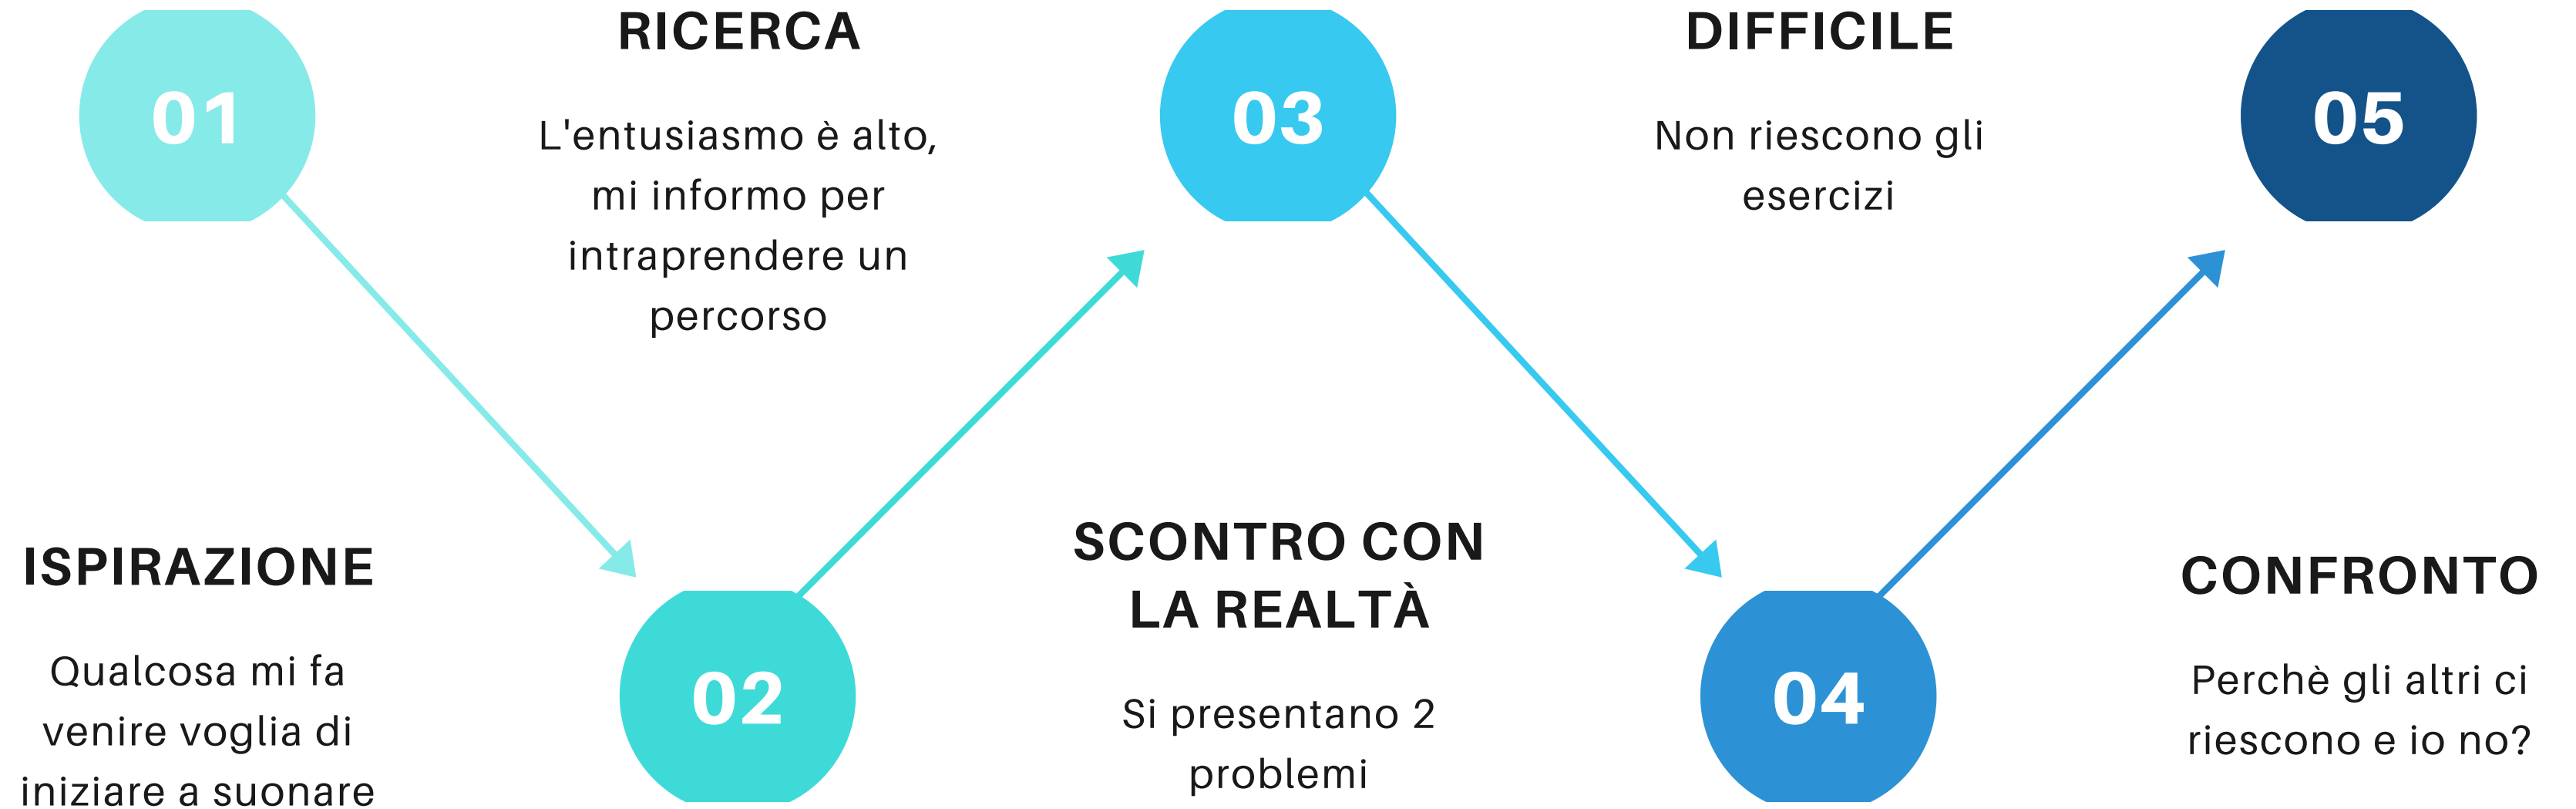 01
ISPIRAZIONE
Qualcosa mi fa
venire voglia di
iniziare a suonare
RICERCA
L'entusiasmo è alto,
mi informo per
intraprendere un
percorso
02
03
SCONTRO CON
LA REALTÀ
Si presentano 2
problemi
DIFFICILE
Non riescono gli
esercizi
04
05
CONFRONTO
Perchè gli altri ci
riescono e io no?